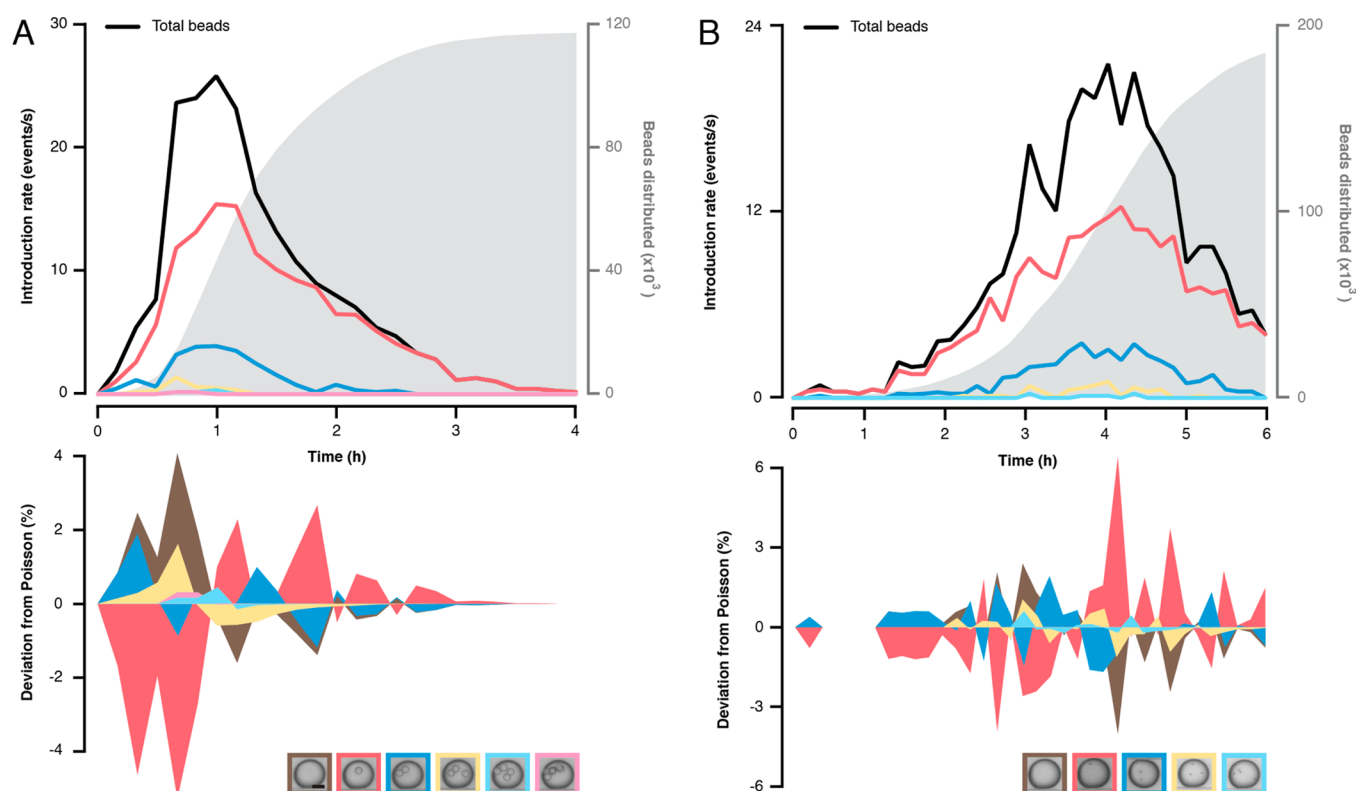 A
Total beads
30
20
10
0
Introduction rate (events/s)
120
80
40
0
Beads distributed (x10³)
0 1 2 3 4
Time (h)
4
2
0
-2
-4
Deviation from Poisson (%)
B
Total beads
24
12
0
Introduction rate (events/s)
200
100
0
Beads distributed (x10³)
0 1 2 3 4 5 6
Time (h)
6
3
0
-3
-6
Deviation from Poisson (%)